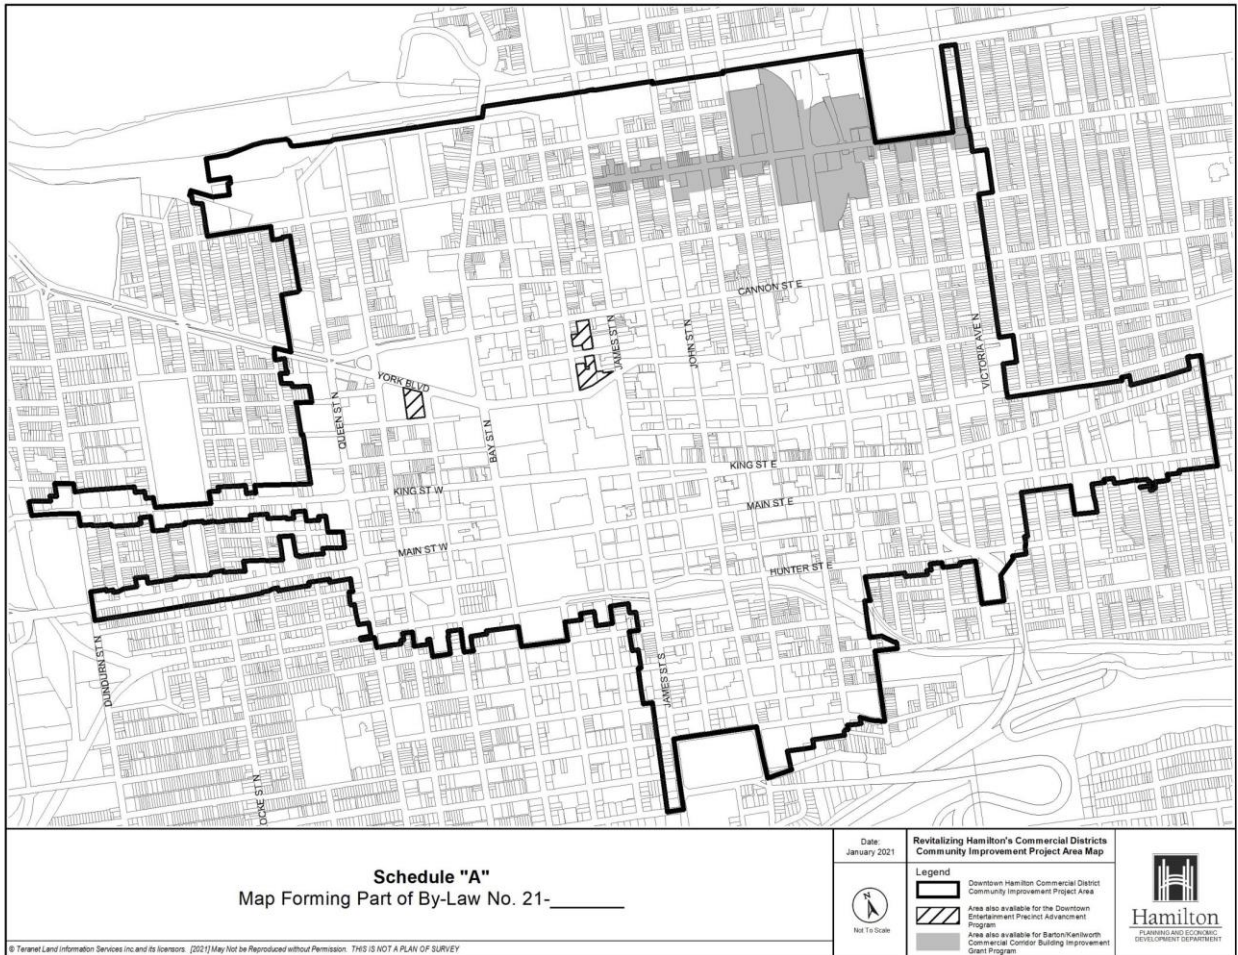 CANNON ST E
JAMES ST N
JOHN ST N
VICTORIA AVE N
YORK BLVD
QUEEN ST N
BAY ST N
KING ST E
KING ST W
MAIN ST E
MAIN ST W
HUNTER ST E
DUNDURN ST N
JAMES ST S
OCKE ST N
Schedule "A"
Map Forming Part of By-Law No. 21-________
© Teranet Land Information Services Inc.and its licensors. [2021] May Not be Reproduced without Permission. THIS IS NOT A PLAN OF SURVEY
Date:
January 2021
N
Not To Scale
Revitalizing Hamilton's Commercial Districts
Community Improvement Project Area Map
Legend
Downtown Hamilton Commercial District
Community Improvement Project Area
Area also available for the Downtown
Entertainment Precinct Advancment
Program
Area also available for Barton/Kenilworth
Commercial Corridor Building Improvement
Grant Program
Hamilton
PLANNING AND ECONOMIC
DEVELOPMENT DEPARTMENT